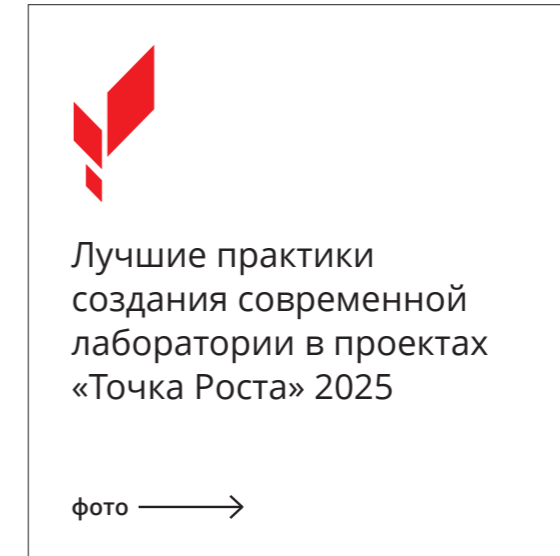 Лучшие практики
создания современной
лаборатории в проектах
«Точка Роста» 2025
фото